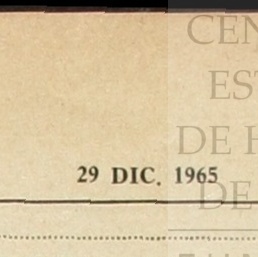 CEN
EST
DE H
29 DIC. 1965
DE